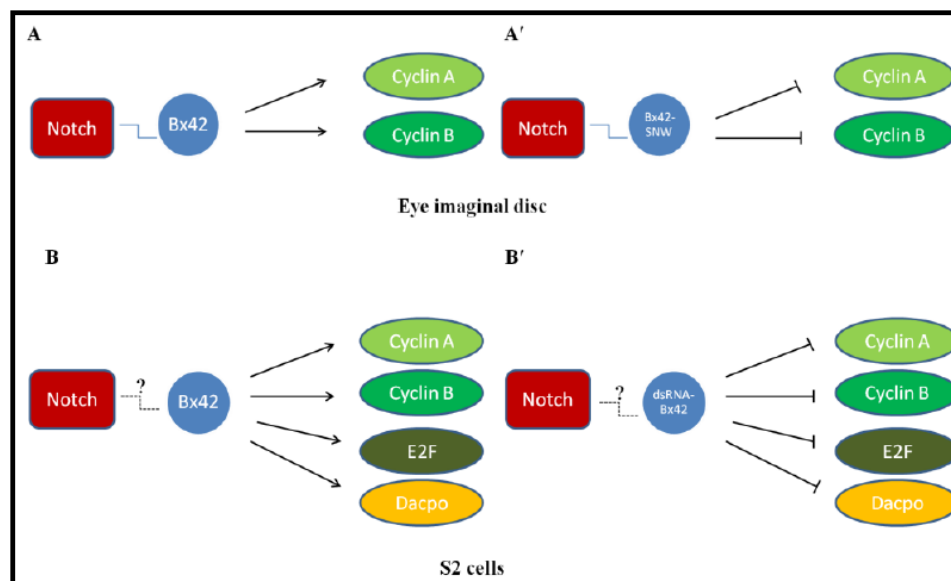 A
A′
Notch
Bx42
Cyclin A
Cyclin B
Notch
Bx42-
SNW
Cyclin A
Cyclin B
Eye imaginal disc
B
B′
Notch
?
Bx42
Cyclin A
Cyclin B
E2F
Dacpo
Notch
?
dsRNA-
Bx42
Cyclin A
Cyclin B
E2F
Dacpo
S2 cells